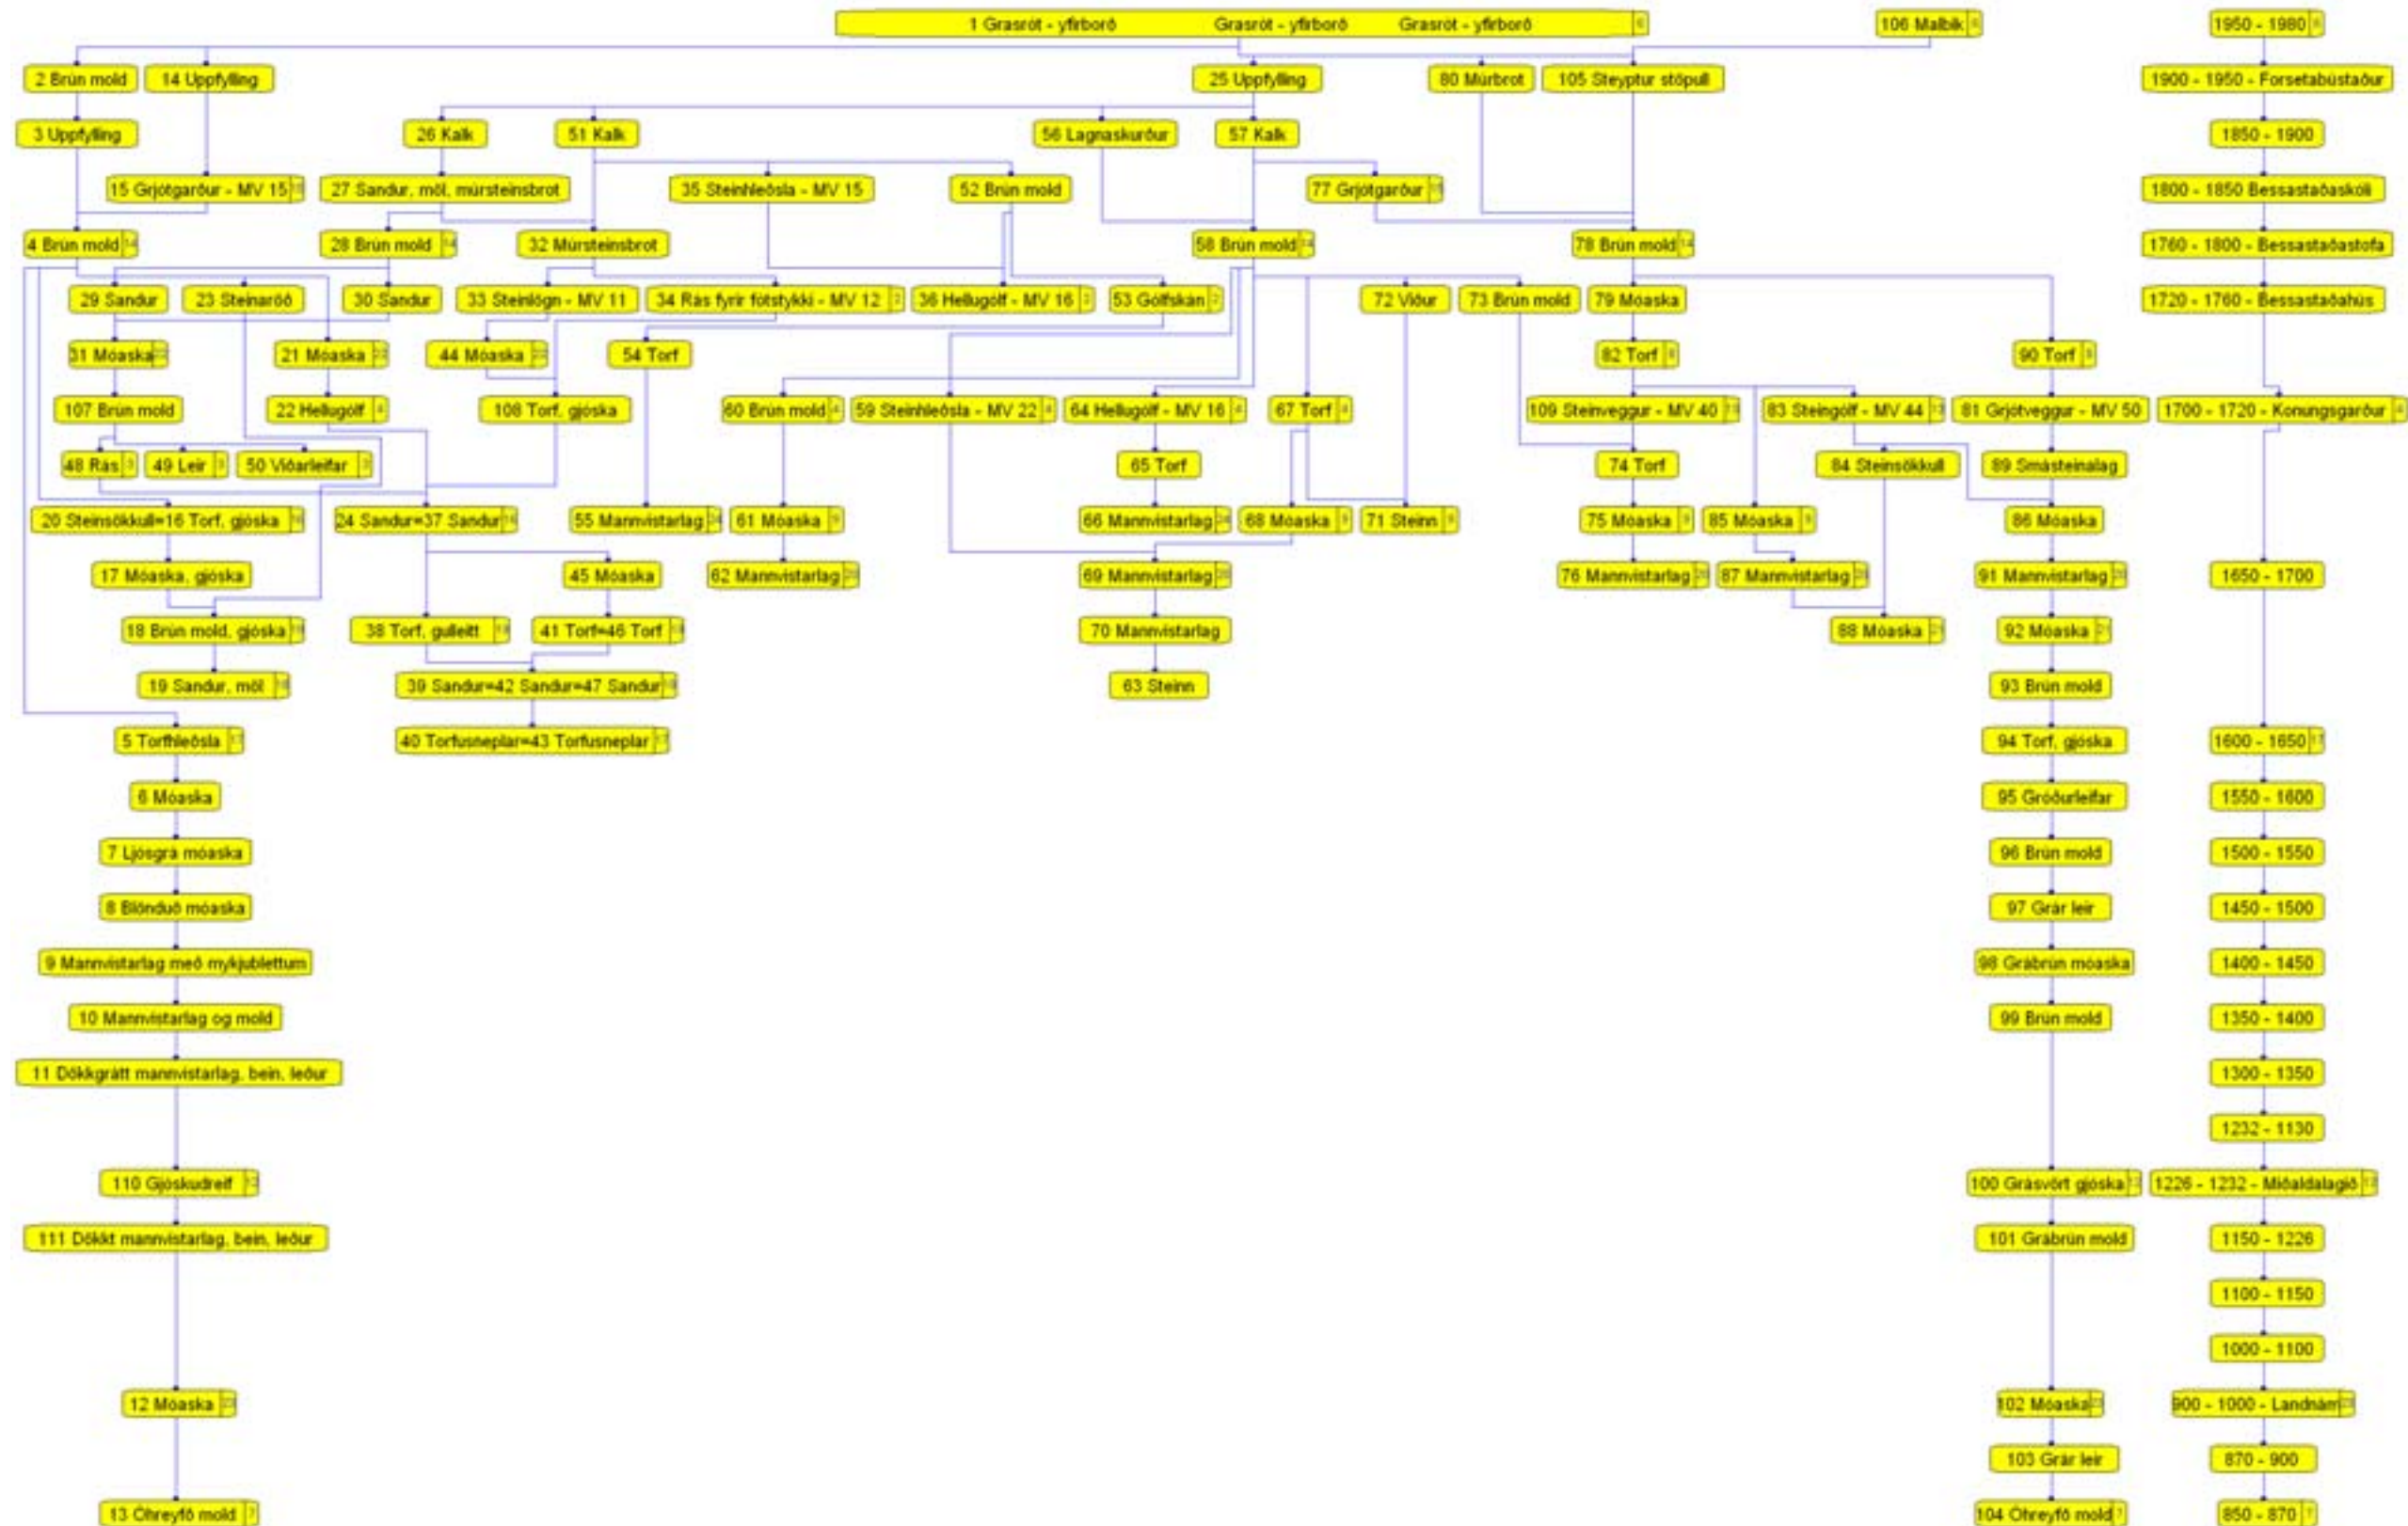 1 Grasrót - yfirborð Grasrót - yfirborð Grasrót - yfirborð 106 Malbik 1950 - 1980
2 Brún mold 14 Uppfylling 25 Uppfylling 80 Múrbrot 105 Steyptur stöpull 1900 - 1950 - Forsetabústaður
3 Uppfylling 26 Kalk 51 Kalk 56 Lagnaskurður 57 Kalk 1850 - 1900
15 Grjótgarður - MV 15 27 Sandur, möl, múrsteinsbrot 35 Steinhleðsla - MV 15 52 Brún mold 77 Grjótgarður 1800 - 1850 Bessastaðaskóli
4 Brún mold 14 28 Brún mold 14 32 Múrsteinsbrot 58 Brún mold 14 78 Brún mold 14 1760 - 1800 - Bessastaðastofa
29 Sandur 23 Steinaröð 30 Sandur 33 Steinlögn - MV 11 34 Rás fyrir fótstykki - MV 12 36 Hellugólf - MV 16 53 Gólfskán 72 Viður 73 Brún mold 79 Móaska 1720 - 1760 - Bessastaðahús
31 Móaska 21 Móaska 44 Móaska 54 Torf 82 Torf 90 Torf
107 Brún mold 22 Hellugólf 4 108 Torf, gjóska 60 Brún mold 4 59 Steinhleðsla - MV 22 4 64 Hellugólf - MV 16 4 67 Torf 4 109 Steinveggur - MV 40 83 Steingólf - MV 44 81 Grjótveggur - MV 50 1700 - 1720 - Konungsgarður 4
48 Rás 49 Leir 50 Viðarleifar 65 Torf 74 Torf 84 Steinsökkull 89 Smásteinalag
20 Steinsökkull=16 Torf, gjóska 24 Sandur=37 Sandur 55 Mannvistarlag 61 Móaska 66 Mannvistarlag 68 Móaska 71 Steinn 75 Móaska 85 Móaska 86 Móaska
17 Móaska, gjóska 45 Móaska 62 Mannvistarlag 69 Mannvistarlag 76 Mannvistarlag 87 Mannvistarlag 91 Mannvistarlag 1650 - 1700
18 Brún mold, gjóska 38 Torf, gulleitt 41 Torf=46 Torf 70 Mannvistarlag 88 Móaska 92 Móaska
19 Sandur, möl 39 Sandur=42 Sandur=47 Sandur 63 Steinn 93 Brún mold
5 Torfhleðsla 17 40 Torfusneplar=43 Torfusneplar 17 94 Torf, gjóska 1600 - 1650 17
6 Móaska 95 Gróðurleifar 1550 - 1600
7 Ljósgrá móaska 96 Brún mold 1500 - 1550
8 Blönduð móaska 97 Grár leir 1450 - 1500
9 Mannvistarlag með mykjublettum 98 Grábrún móaska 1400 - 1450
10 Mannvistarlag og mold 99 Brún mold 1350 - 1400
11 Dökkgrátt mannvistarlag, bein, leður 1300 - 1350
1232 - 1130
110 Gjóskudreif 100 Grásvört gjóska 1226 - 1232 - Miðaldalagið
111 Dökkt mannvistarlag, bein, leður 101 Grábrún mold 1150 - 1226
1100 - 1150
1000 - 1100
12 Móaska 102 Móaska 900 - 1000 - Landnám
103 Grár leir 870 - 900
13 Óhreyfð mold 104 Óhreyfð mold 850 - 870